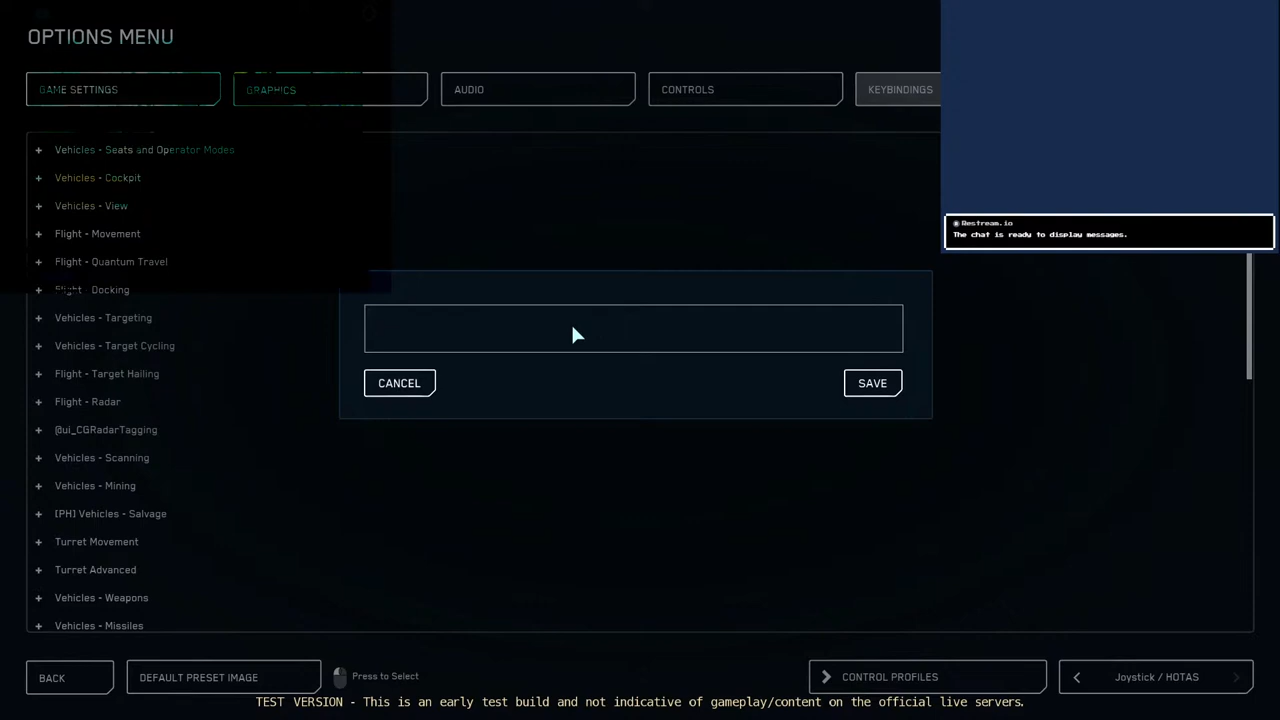 OPTIONS MENU
GAME SETTINGS
GRAPHICS
AUDIO
CONTROLS
KEYBINDINGS
+ Vehicles - Seats and Operator Modes
+ Vehicles - Cockpit
+ Vehicles - View
+ Flight - Movement
+ Flight - Quantum Travel
+ Flight - Docking
+ Vehicles - Targeting
+ Vehicles - Target Cycling
+ Flight - Target Hailing
+ Flight - Radar
+ @ui_CGRadarTagging
+ Vehicles - Scanning
+ Vehicles - Mining
+ [PH] Vehicles - Salvage
+ Turret Movement
+ Turret Advanced
+ Vehicles - Weapons
+ Vehicles - Missiles
Restream.io
The chat is ready to display messages.
CANCEL
SAVE
BACK
DEFAULT PRESET IMAGE
Press to Select
CONTROL PROFILES
Joystick / HOTAS
TEST VERSION - This is an early test build and not indicative of gameplay/content on the official live servers.